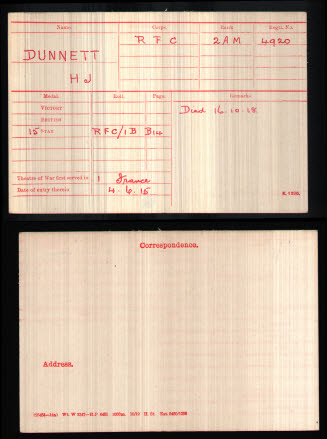 Name. Corps. Rank Regtl. No.
DUNNETT R F C 2AM 4920
H J
Medal. Roll. Page. Remarks.
VICTORY Died 16.10.18.
BRITISH
15 STAR RFC/1B
Theatre of War first served in 1 France
Date of entry therein 4.6.15
K. 1380.
Correspondence.
Address.